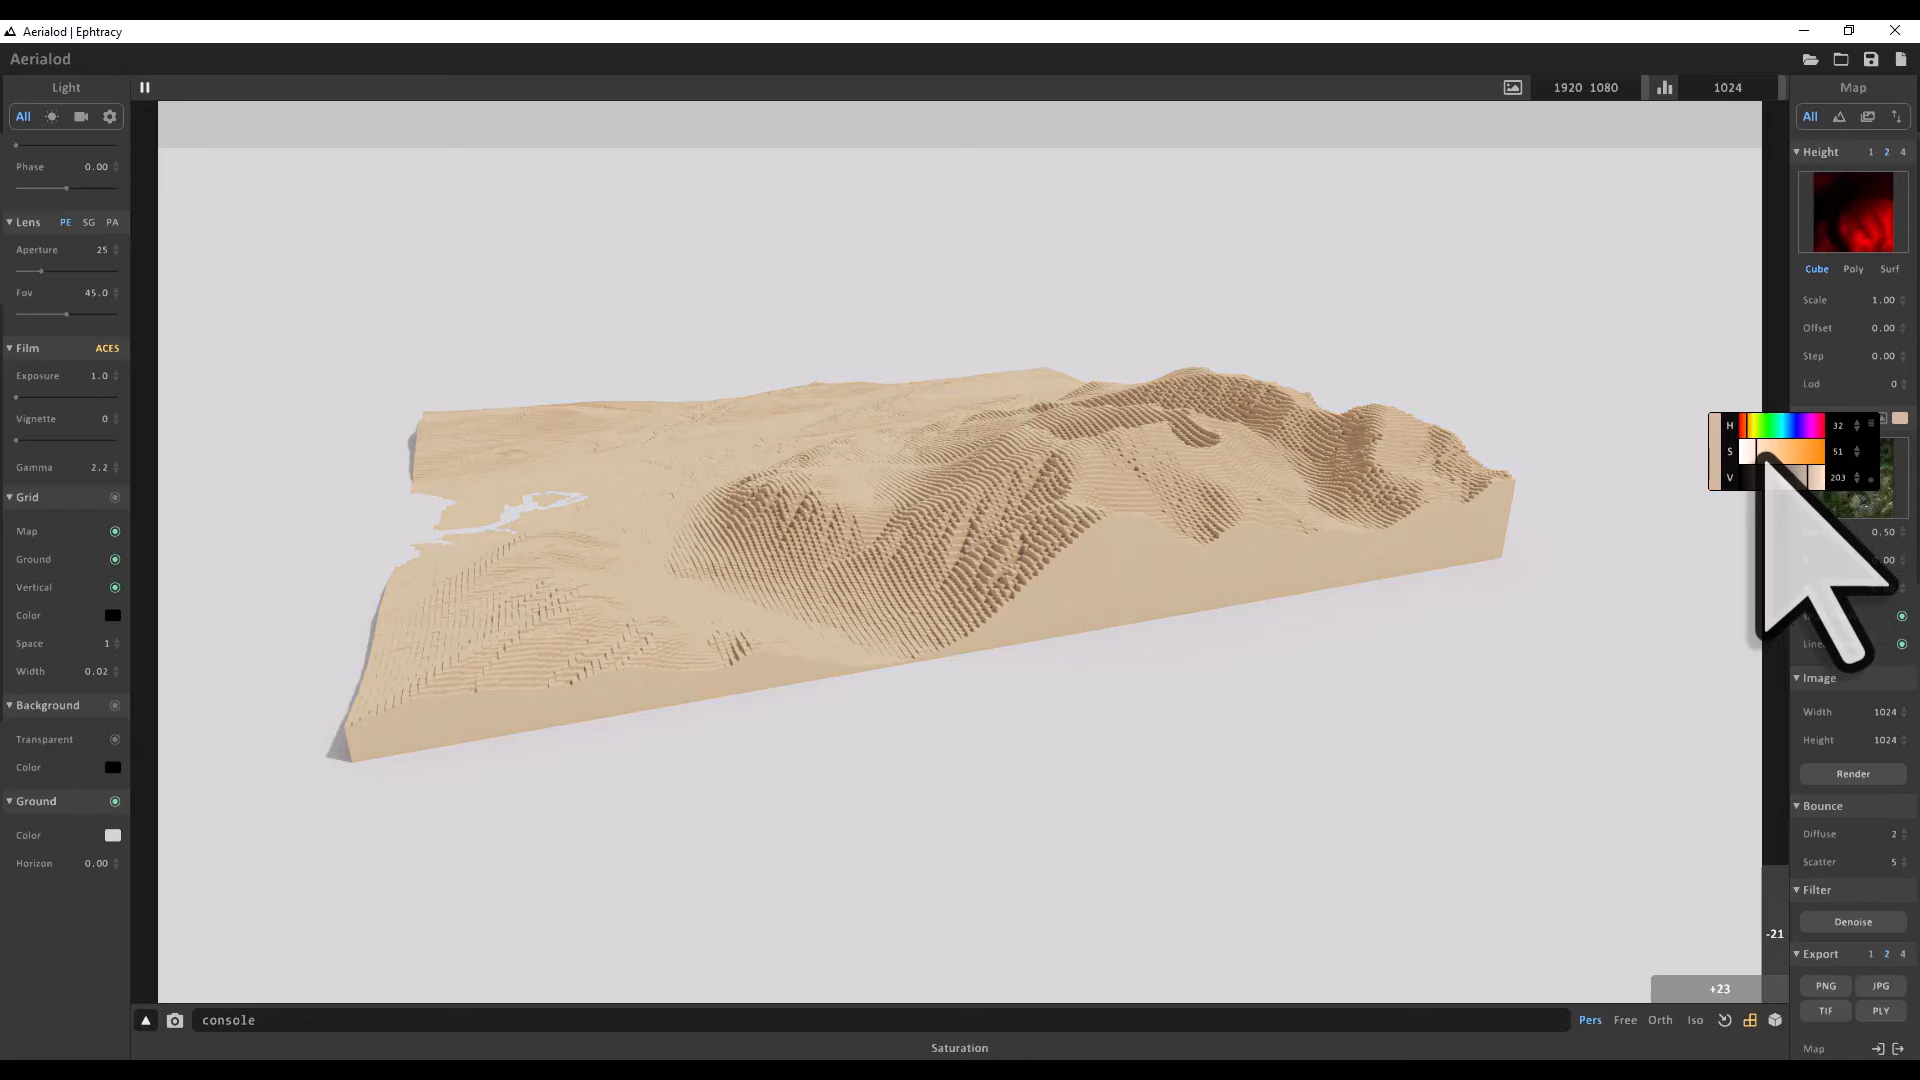 Aerialod | Ephtracy
Aerialod
Light
1920 1080
1024
Map
All
All
Phase 0.00
Height 1 2 4
Lens PE SG PA
Aperture 25
Cube Poly Surf
Fov 45.0
Scale 1.00
Offset 0.00
Film ACES
Step 0.00
Exposure 1.0
Lod 0
Vignette 0
H 32
S 51
Gamma 2.2
V 203
Grid
Map
0.50
Ground
Vertical
Color
Space 1
Width 0.02
Image
Background
Width 1024
Transparent
Height 1024
Color
Render
Ground
Bounce
Color
Diffuse 2
Horizon 0.00
Scatter 5
Filter
Denoise
-21
Export 1 2 4
+23
PNG JPG
TIF PLY
console
Pers Free Orth Iso
Saturation
Map